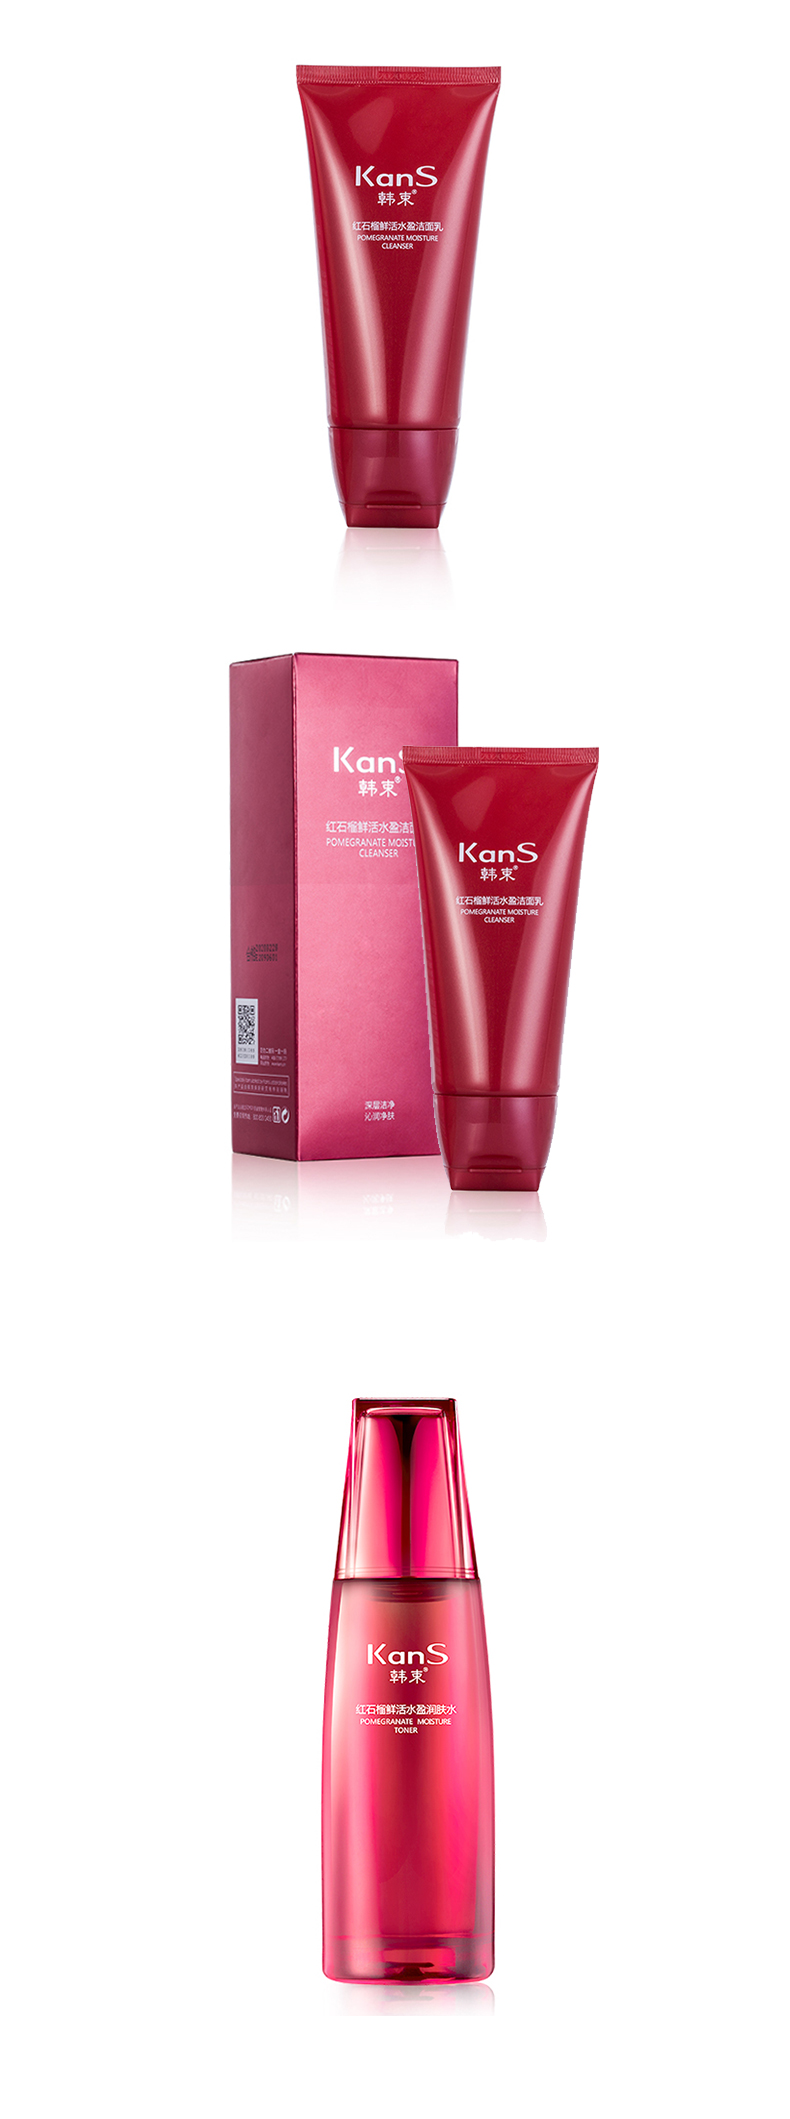 KanS
韩束®
红石榴鲜活水盈洁面乳
POMEGRANATE MOISTURE
CLEANSER
KanS
韩束®
红石榴鲜活水盈洁面
POMEGRANATE MOISTU
CLEANSER
深层洁净
沁润净肤
KanS
韩束®
红石榴鲜活水盈洁面乳
POMEGRANATE MOISTURE
CLEANSER
KanS
韩束®
红石榴鲜活水盈润肤水
POMEGRANATE MOISTURE
TONER